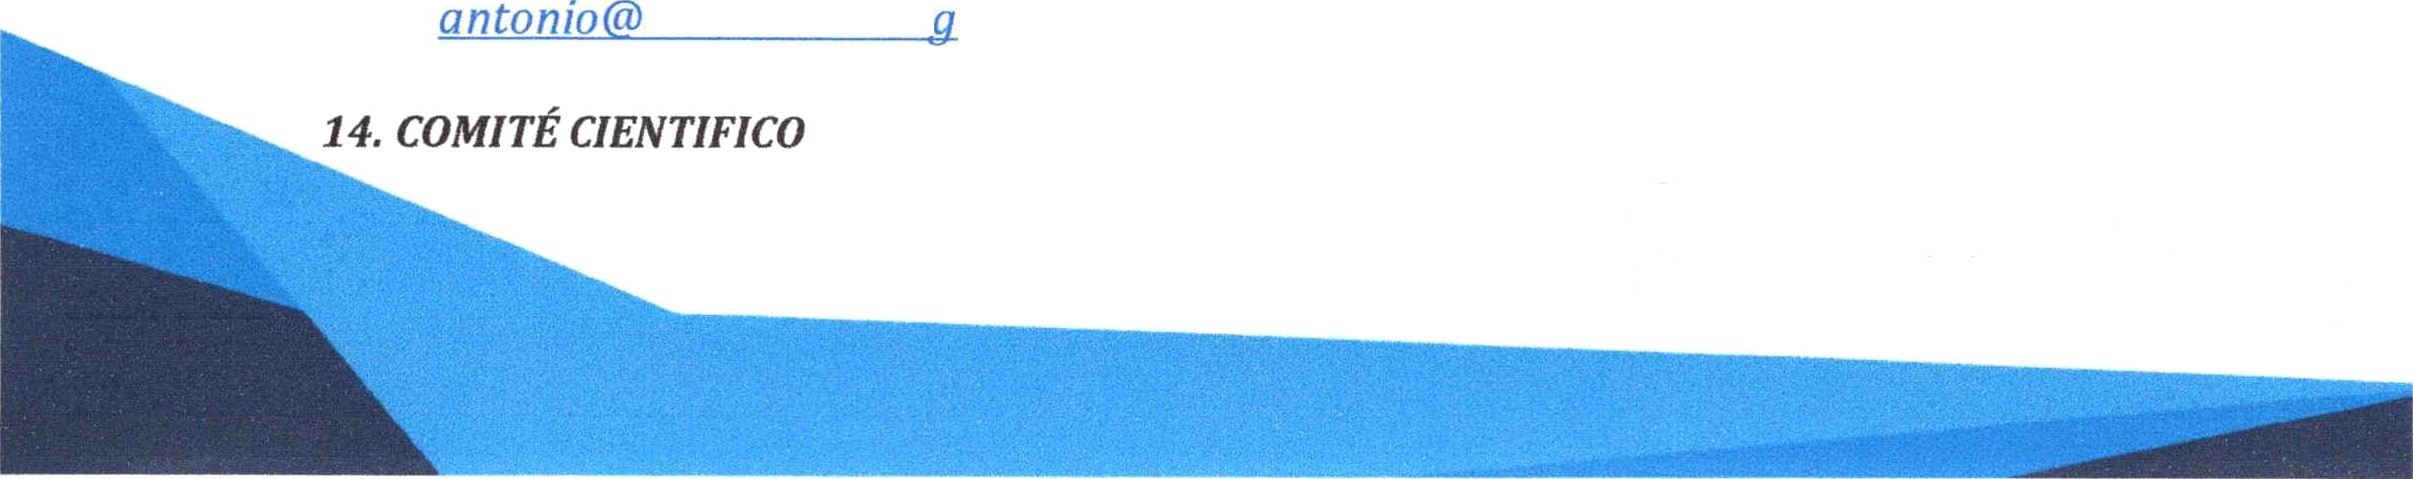 antonio@ g
14. COMITÉ CIENTIFICO